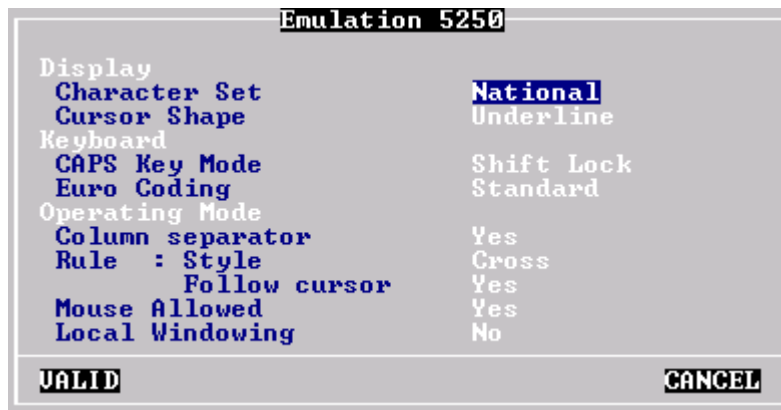 Emulation 5250
Display
Character Set National
Cursor Shape Underline
Keyboard
CAPS Key Mode Shift Lock
Euro Coding Standard
Operating Mode
Column separator Yes
Rule : Style Cross
Follow cursor Yes
Mouse Allowed Yes
Local Windowing No
VALID CANCEL